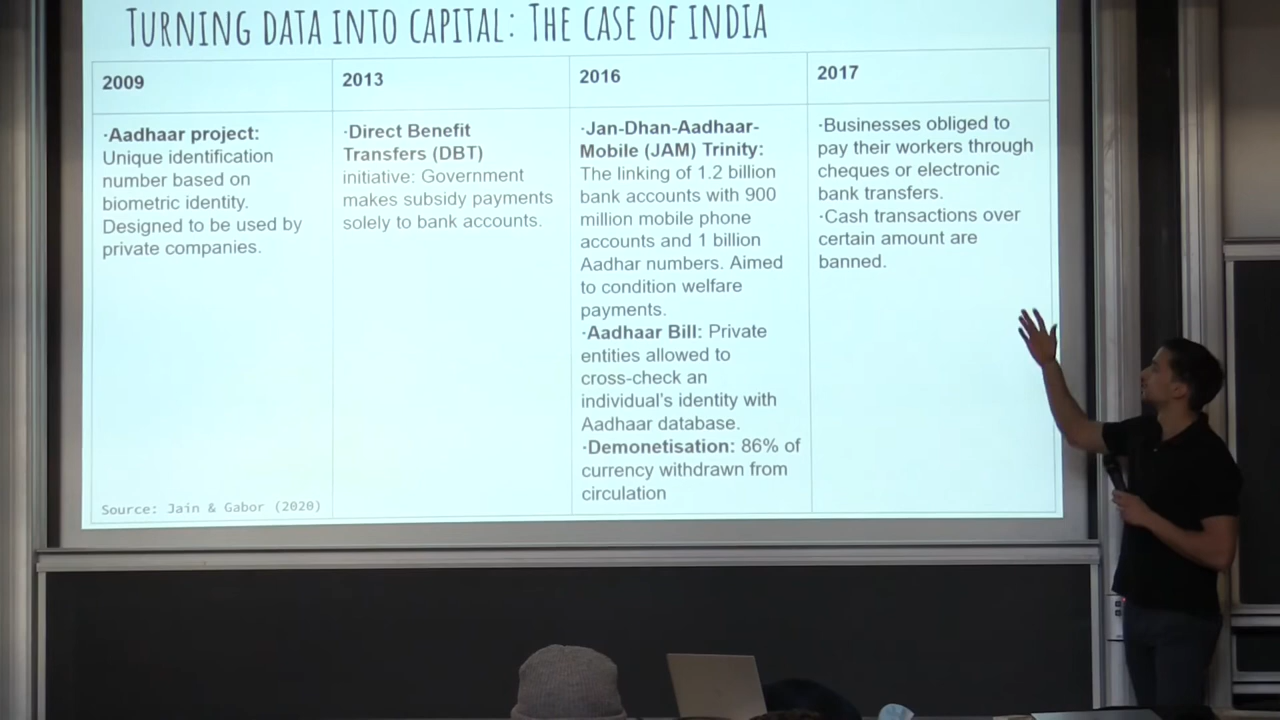 TURNING DATA INTO CAPITAL: THE CASE OF INDIA
2009
·Aadhaar project:
Unique identification
number based on
biometric identity.
Designed to be used by
private companies.
2013
·Direct Benefit
Transfers (DBT)
initiative: Government
makes subsidy payments
solely to bank accounts.
2016
·Jan-Dhan-Aadhaar-
Mobile (JAM) Trinity:
The linking of 1.2 billion
bank accounts with 900
million mobile phone
accounts and 1 billion
Aadhar numbers. Aimed
to condition welfare
payments.
·Aadhaar Bill: Private
entities allowed to
cross-check an
individual's identity with
Aadhaar database.
·Demonetisation: 86% of
currency withdrawn from
circulation
2017
·Businesses obliged to
pay their workers through
cheques or electronic
bank transfers.
·Cash transactions over
certain amount are
banned.
Source: Jain & Gabor (2020)